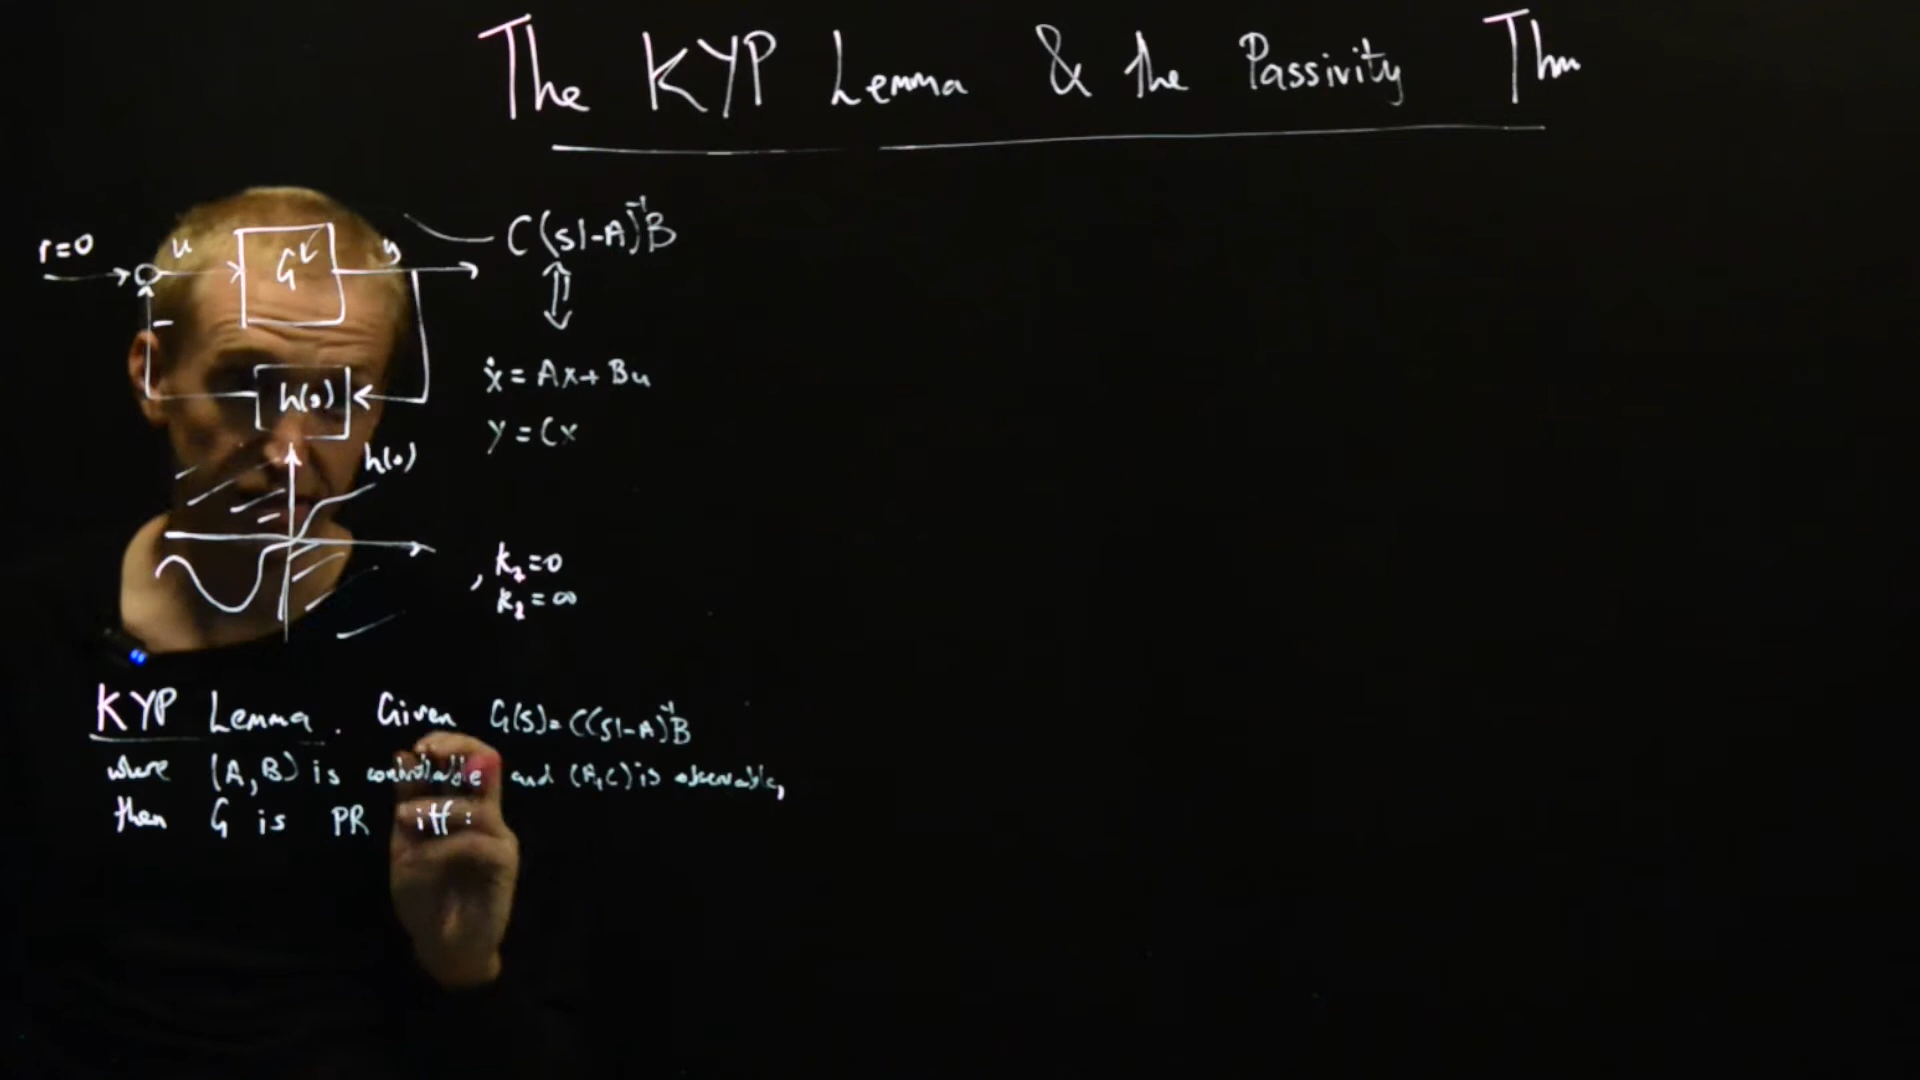 The KYP Lemma & the Passivity Thm
r=0 u G y C(sI-A)⁻¹B
-
h(.)
ẋ = Ax + Bu
y = Cx
h(.)
, k₁=0
k₂=∞
KYP Lemma. Given G(s)=C(sI-A)⁻¹B
where (A,B) is controllable and (A,C) is observable,
then G is PR iff: